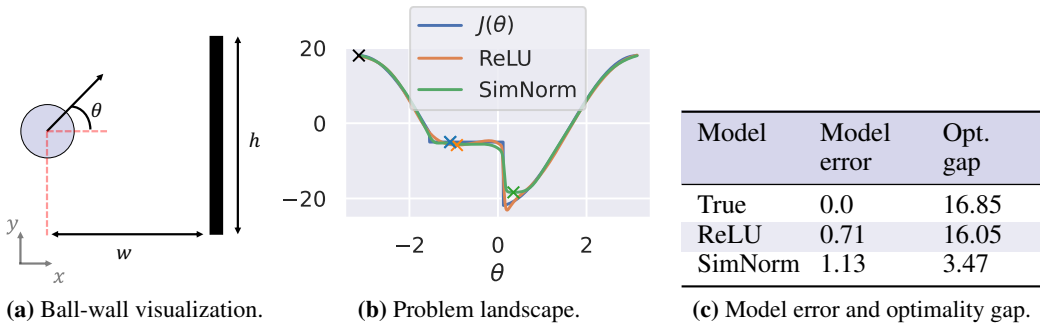 θ
h
y
x
w
(a) Ball-wall visualization.
J(θ)
ReLU
SimNorm
20
0
−20
−2 0 2
θ
(b) Problem landscape.
Model Model error Opt. gap
True 0.0 16.85
ReLU 0.71 16.05
SimNorm 1.13 3.47
(c) Model error and optimality gap.